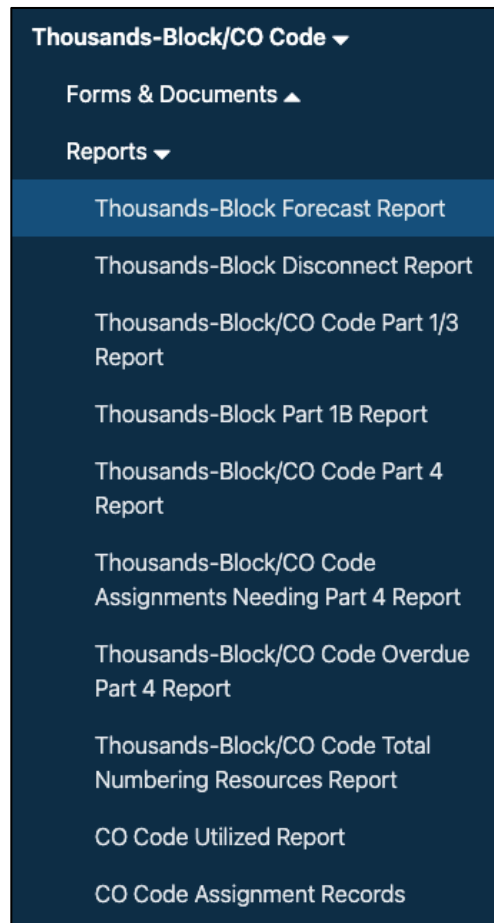 Thousands-Block/CO Code
Forms & Documents
Reports
Thousands-Block Forecast Report
Thousands-Block Disconnect Report
Thousands-Block/CO Code Part 1/3
Report
Thousands-Block Part 1B Report
Thousands-Block/CO Code Part 4
Report
Thousands-Block/CO Code
Assignments Needing Part 4 Report
Thousands-Block/CO Code Overdue
Part 4 Report
Thousands-Block/CO Code Total
Numbering Resources Report
CO Code Utilized Report
CO Code Assignment Records